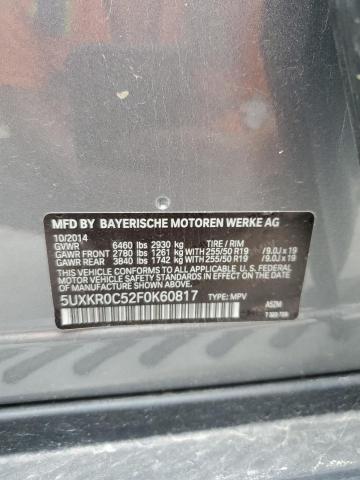 MFD BY BAYERISCHE MOTOREN WERKE AG
10/2014
GVWR 6460 lbs 2930 kg TIRE / RIM
GAWR FRONT 2780 lbs 1261 kg WITH 255/50 R19 /9.0J x 19
GAWR REAR 3840 lbs 1742 kg WITH 255/50 R19 /9.0J x 19
THIS VEHICLE CONFORMS TO ALL APPLICABLE FEDERAL
MOTOR VEHICLE SAFETY STANDARDS IN EFFECT ON THE
DATE OF MANUFACTURE SHOWN ABOVE.
5UXKR0C52F0K60817 TYPE: MPV